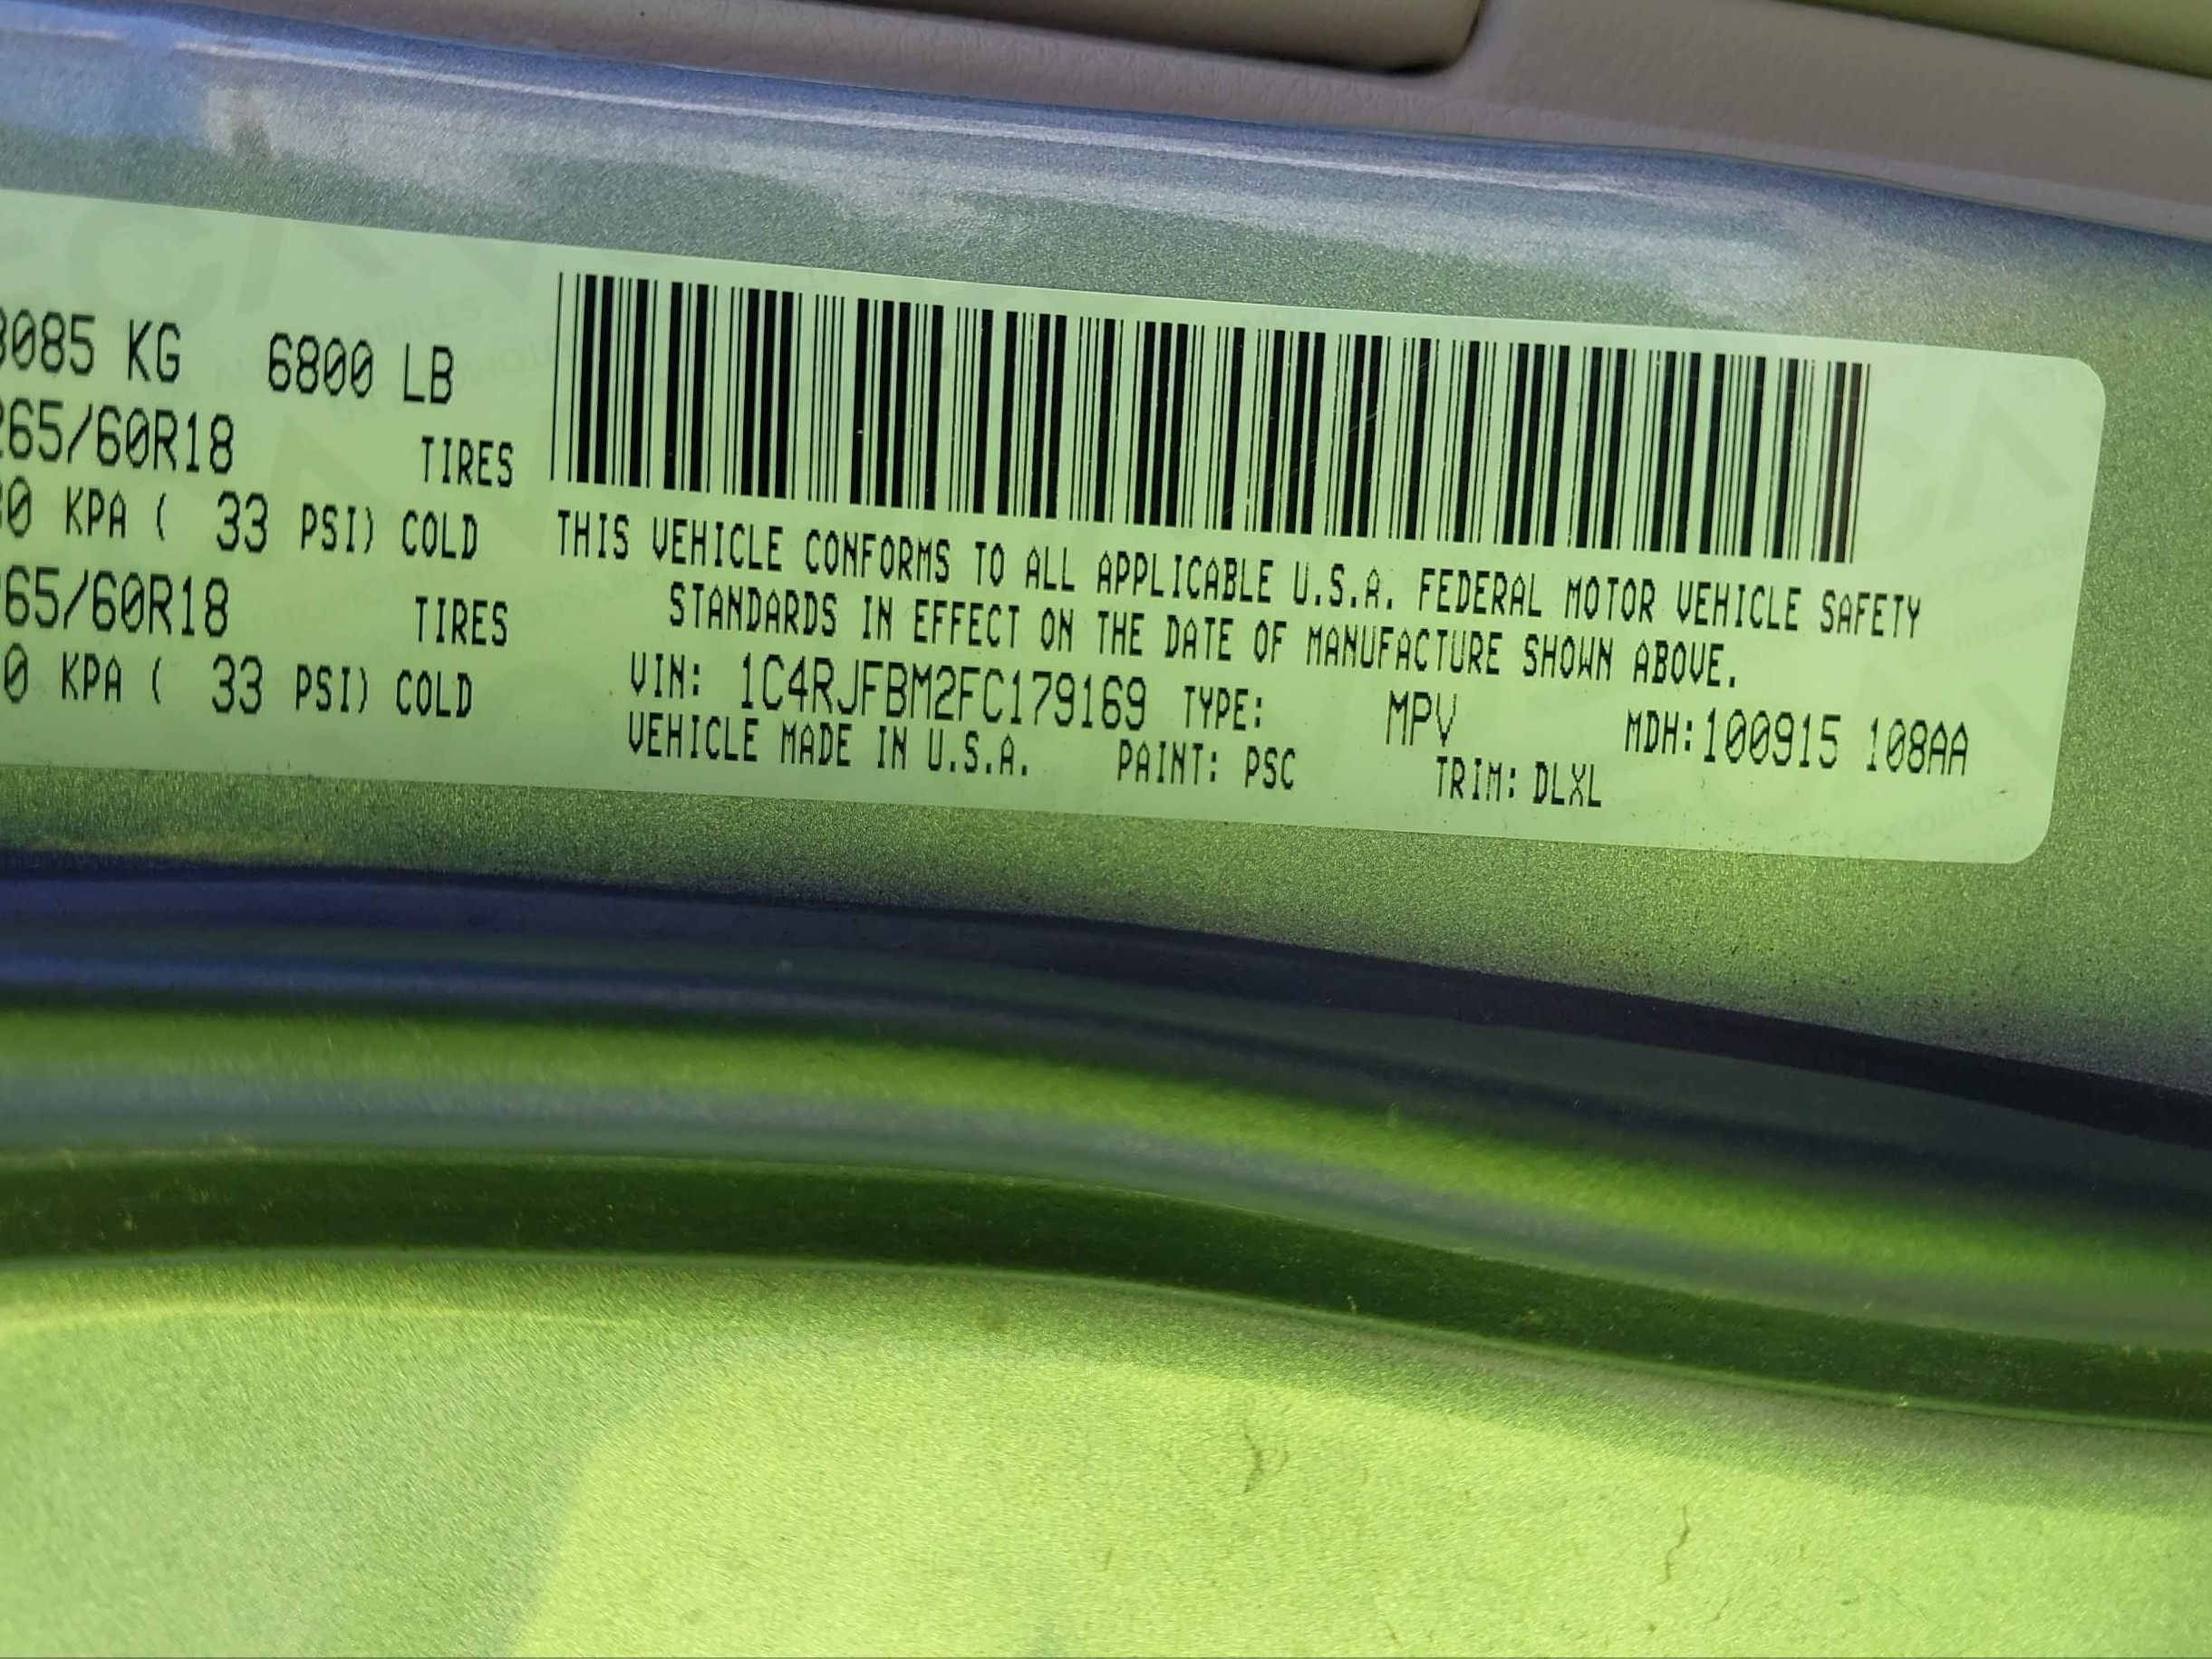 3085 KG 6800 LB
265/60R18 TIRES
30 KPA ( 33 PSI) COLD
265/60R18 TIRES
0 KPA ( 33 PSI) COLD
THIS VEHICLE CONFORMS TO ALL APPLICABLE U.S.A. FEDERAL MOTOR VEHICLE SAFETY
STANDARDS IN EFFECT ON THE DATE OF MANUFACTURE SHOWN ABOVE.
VIN: 1C4RJFBM2FC179169 TYPE: MPV MDH:100915 108AA
VEHICLE MADE IN U.S.A. PAINT: PSC TRIM: DLXL